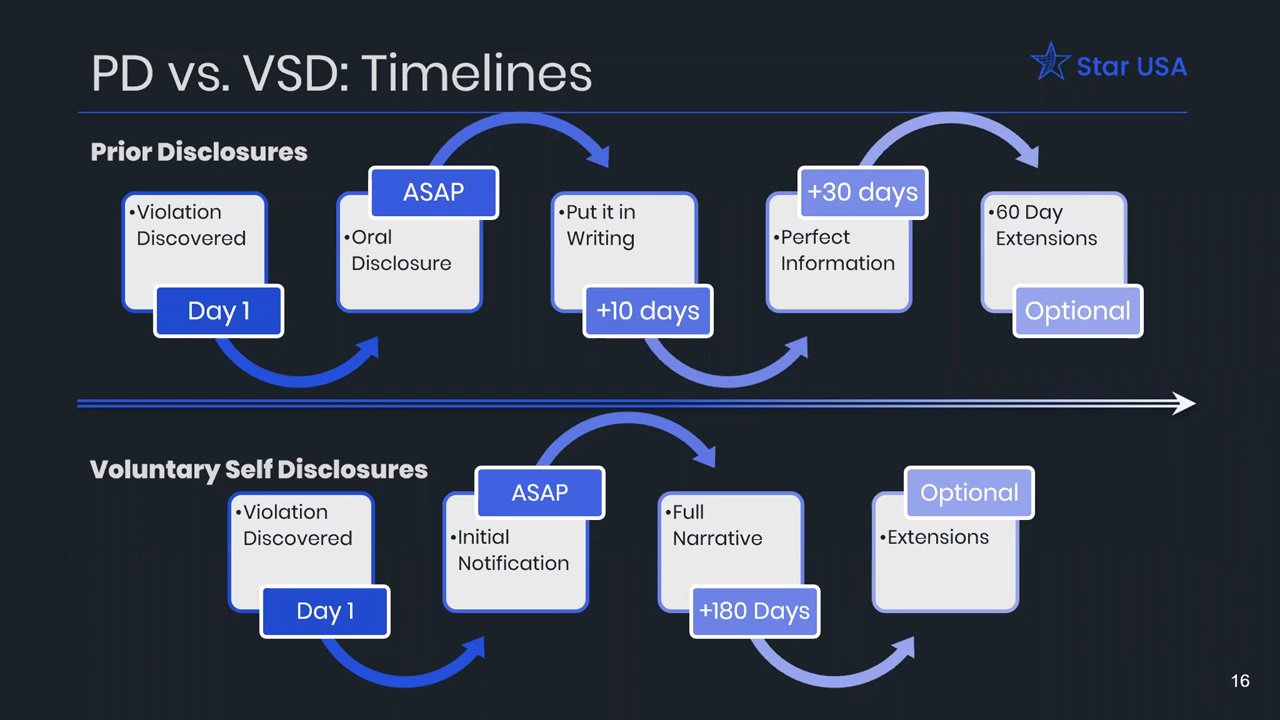 PD vs. VSD: Timelines
Star USA
Prior Disclosures
•Violation
Discovered
Day 1
ASAP
•Oral
Disclosure
•Put it in
Writing
+10 days
+30 days
•Perfect
Information
•60 Day
Extensions
Optional
Voluntary Self Disclosures
•Violation
Discovered
Day 1
ASAP
•Initial
Notification
•Full
Narrative
+180 Days
Optional
•Extensions
16